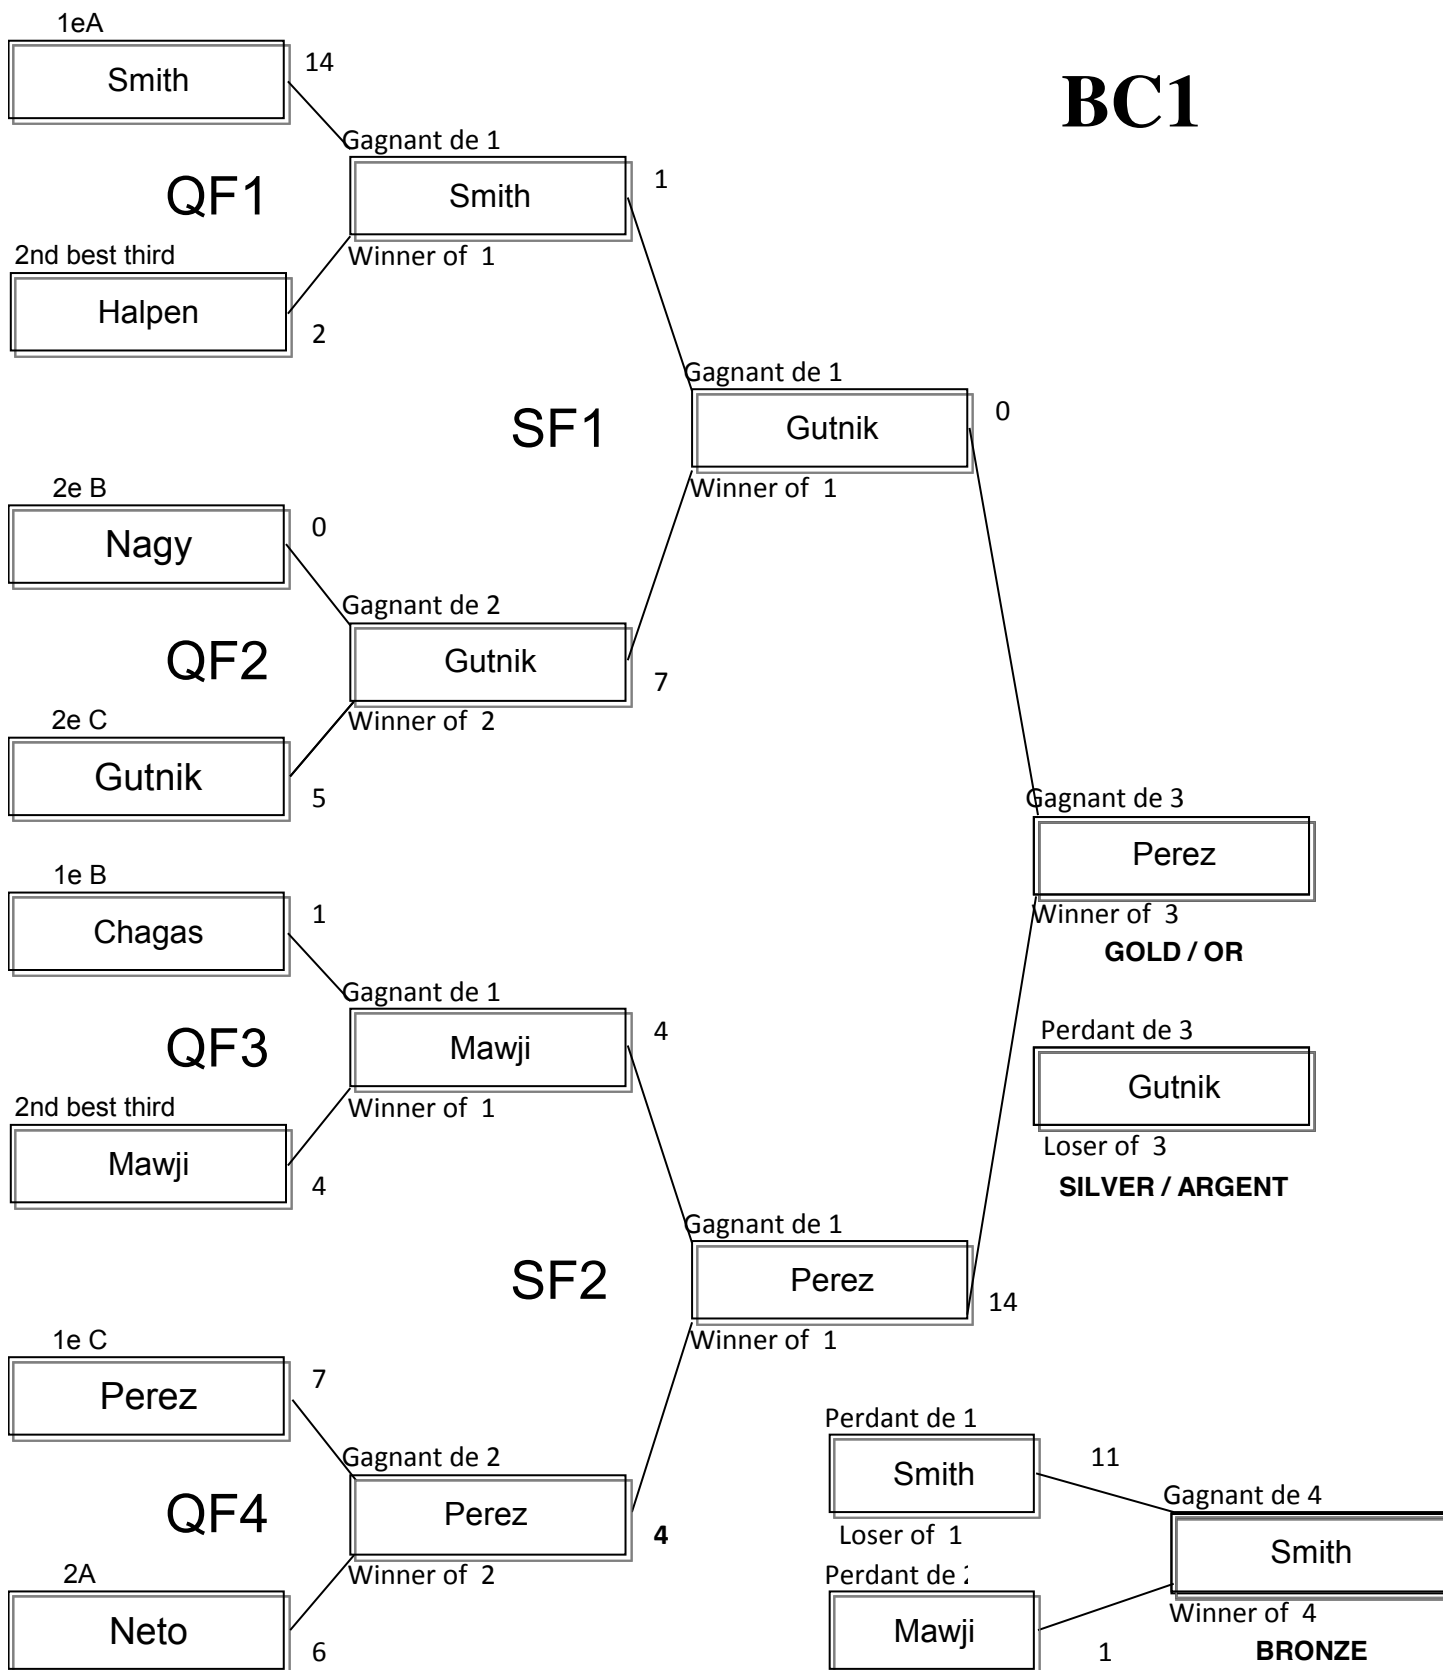 1eA
Smith
14
BC1
Gagnant de 1
QF1
Smith
1
2nd best third
Winner of 1
Halpen
2
Gagnant de 1
SF1
Gutnik
0
2e B
Winner of 1
Nagy
0
Gagnant de 2
QF2
Gutnik
7
2e C
Winner of 2
Gutnik
5
Gagnant de 3
Perez
1e B
Winner of 3
Chagas
1
GOLD / OR
Gagnant de 1
QF3
Mawji
4
Perdant de 3
Gutnik
2nd best third
Winner of 1
Loser of 3
Mawji
4
SILVER / ARGENT
Gagnant de 1
SF2
Perez
14
1e C
Winner of 1
Perez
7
Perdant de 1
Gagnant de 2
Smith
11
QF4
Perez
4
Gagnant de 4
Loser of 1
Smith
2A
Winner of 2
Perdant de
Neto
6
Mawji
1
Winner of 4
BRONZE